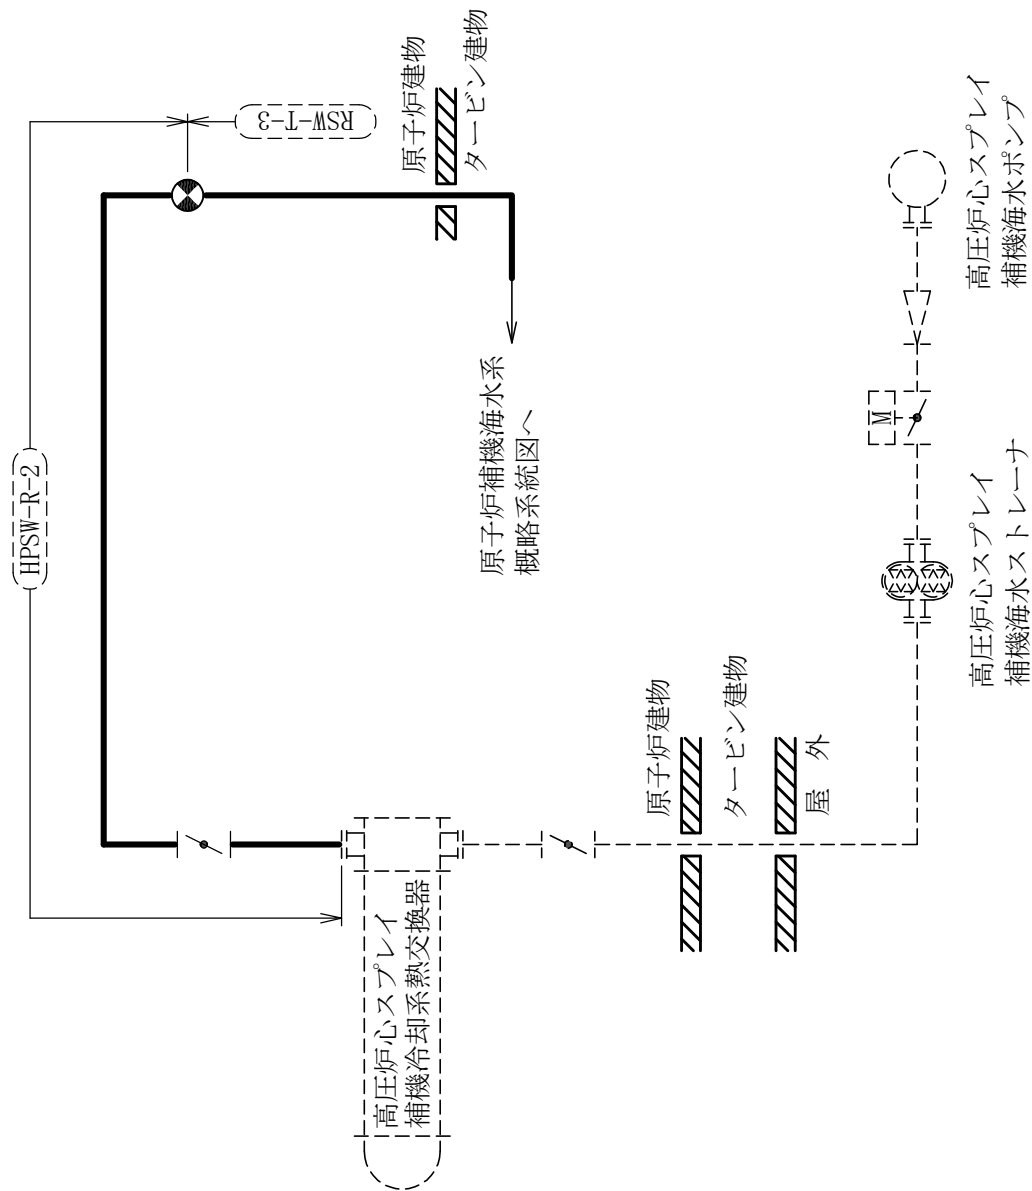 HPSW-R-2
RSW-T-3
原子炉建物
タービン建物
原子炉補機海水系
概略系統図へ
高圧炉心スプレイ
補機冷却系熱交換器
原子炉建物
タービン建物
屋 外
M
高圧炉心スプレイ
補機海水ストレーナ
高圧炉心スプレイ
補機海水ポンプ